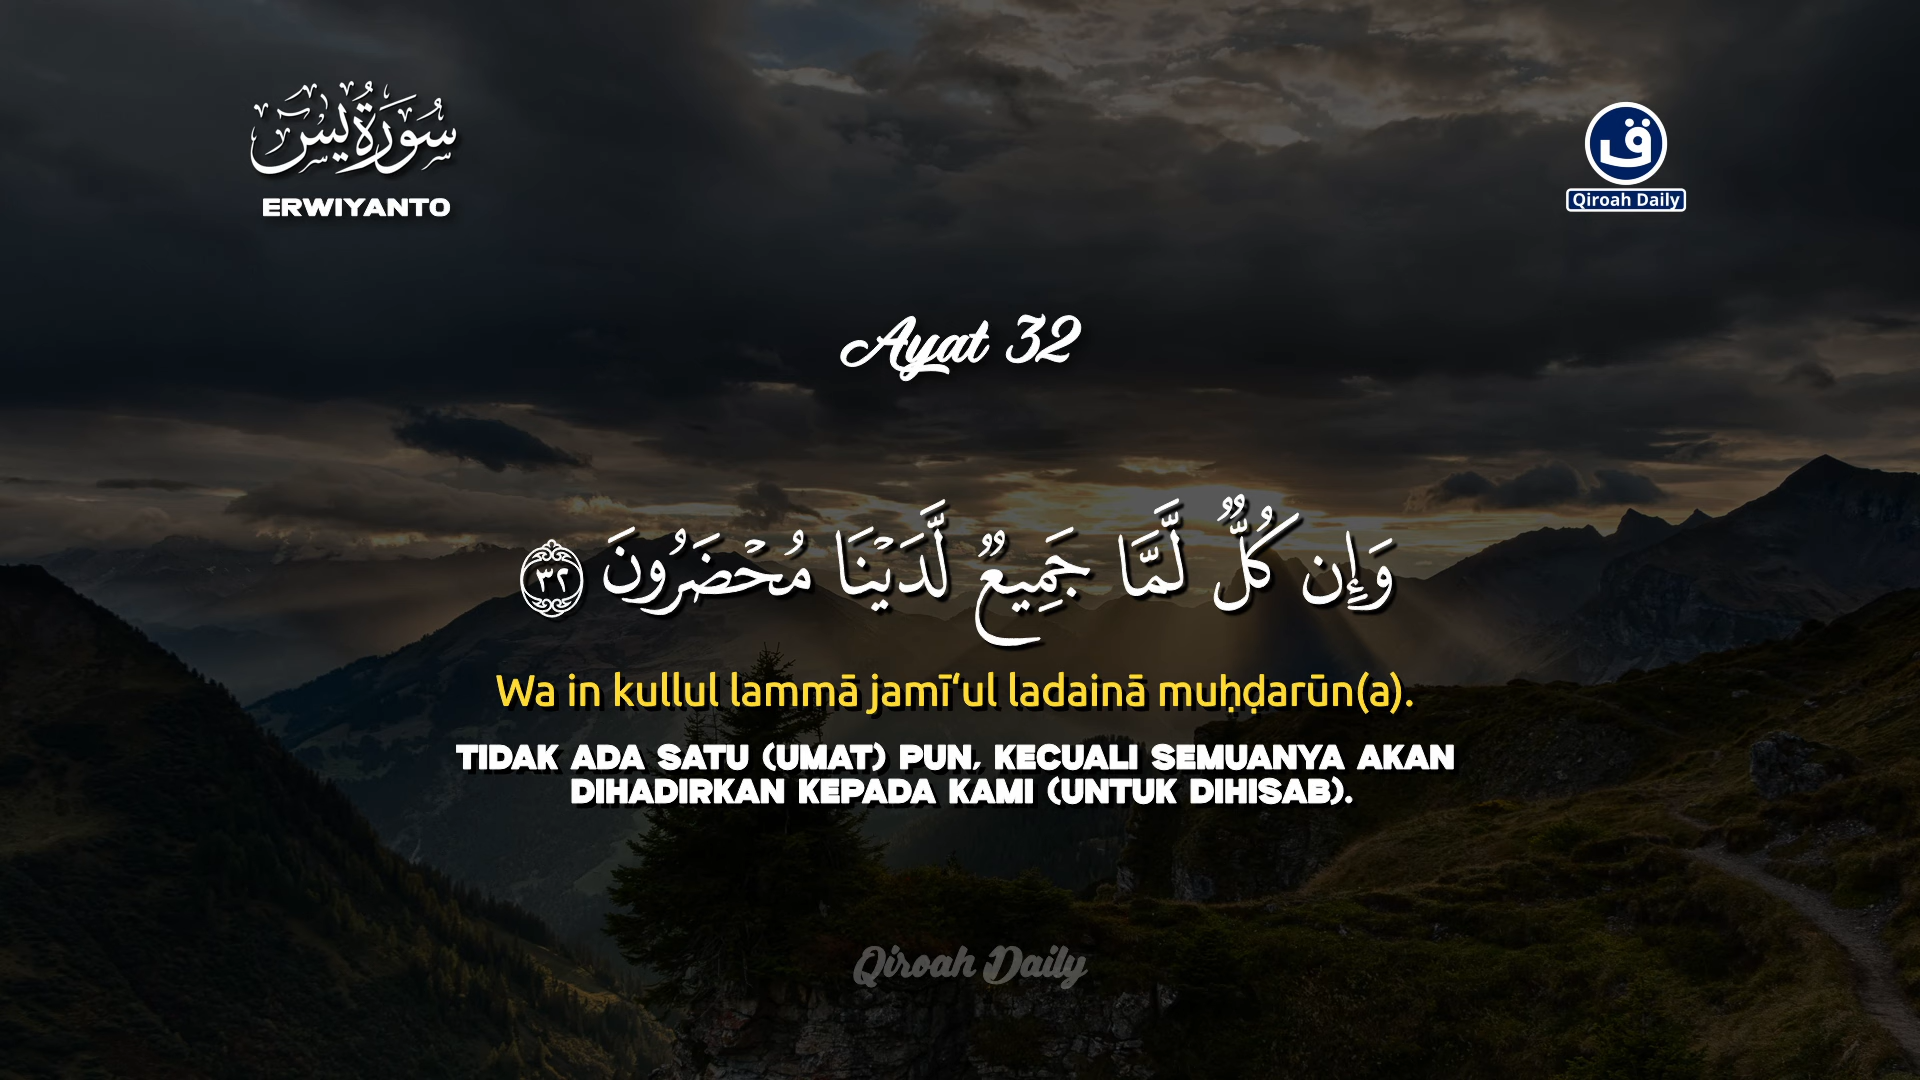 سُورَةُ يسٓ
ERWIYANTO
ق
Qiroah Daily
Ayat 32
وَإِن كُلٌّ لَّمَّا جَمِيعٌ لَّدَيْنَا مُحْضَرُونَ ٣٢
Wa in kullul lammā jamī‘ul ladainā muḥḍarūn(a).
TIDAK ADA SATU (UMAT) PUN, KECUALI SEMUANYA AKAN
DIHADIRKAN KEPADA KAMI (UNTUK DIHISAB).
Qiroah Daily